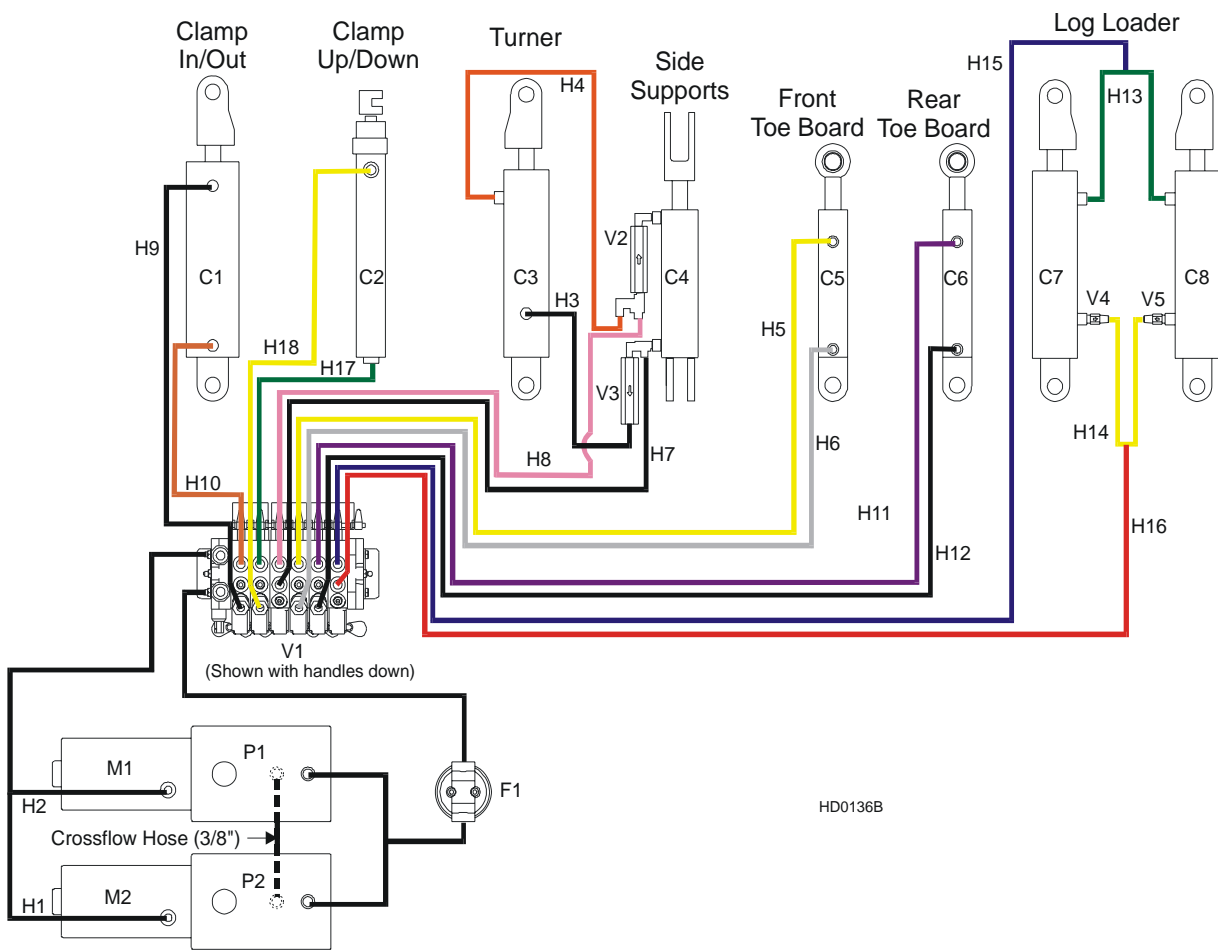 Clamp
In/Out
Clamp
Up/Down
Turner
Side
Supports
Front
Toe Board
Rear
Toe Board
Log Loader
H15
H4
H13
H9
C1
C2
C3
V2
C4
C5
C6
C7
C8
H3
V4
V5
H5
H18
H17
V3
H14
H8
H7
H6
H10
H11
H16
H12
V1
(Shown with handles down)
P1
M1
F1
H2
HD0136B
Crossflow Hose (3/8")
P2
M2
H1